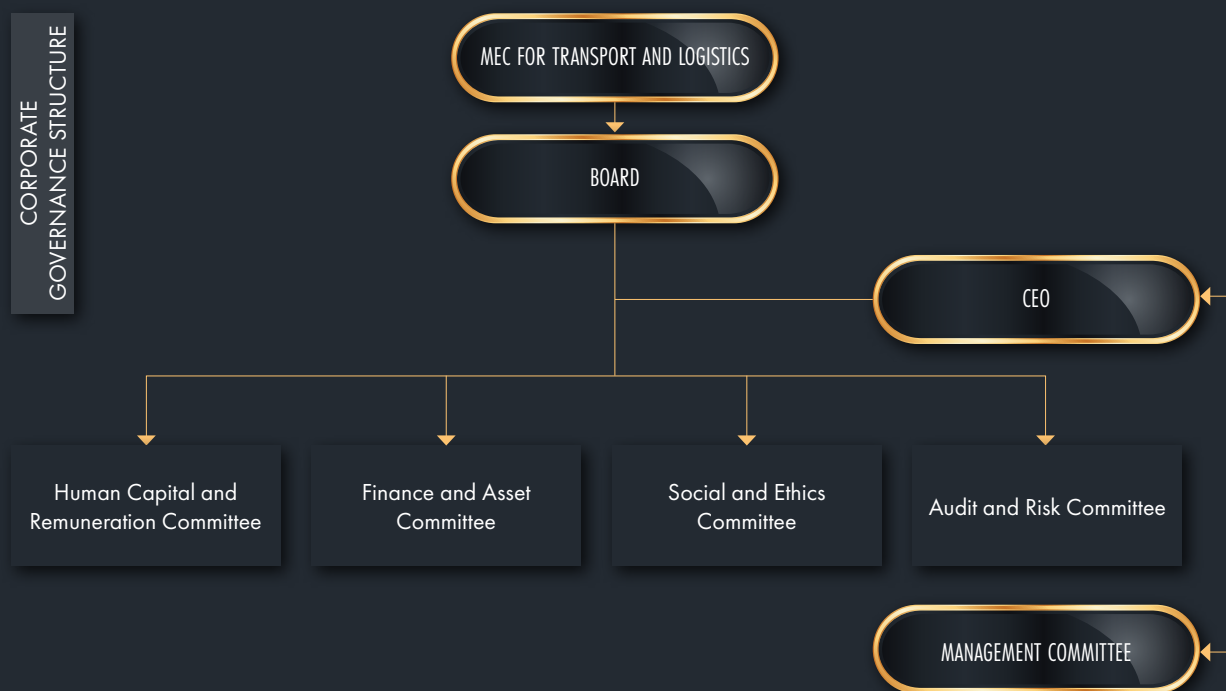 CORPORATE
GOVERNANCE STRUCTURE
MEC FOR TRANSPORT AND LOGISTICS
BOARD
CEO
Human Capital and
Remuneration Committee
Finance and Asset
Committee
Social and Ethics
Committee
Audit and Risk Committee
MANAGEMENT COMMITTEE